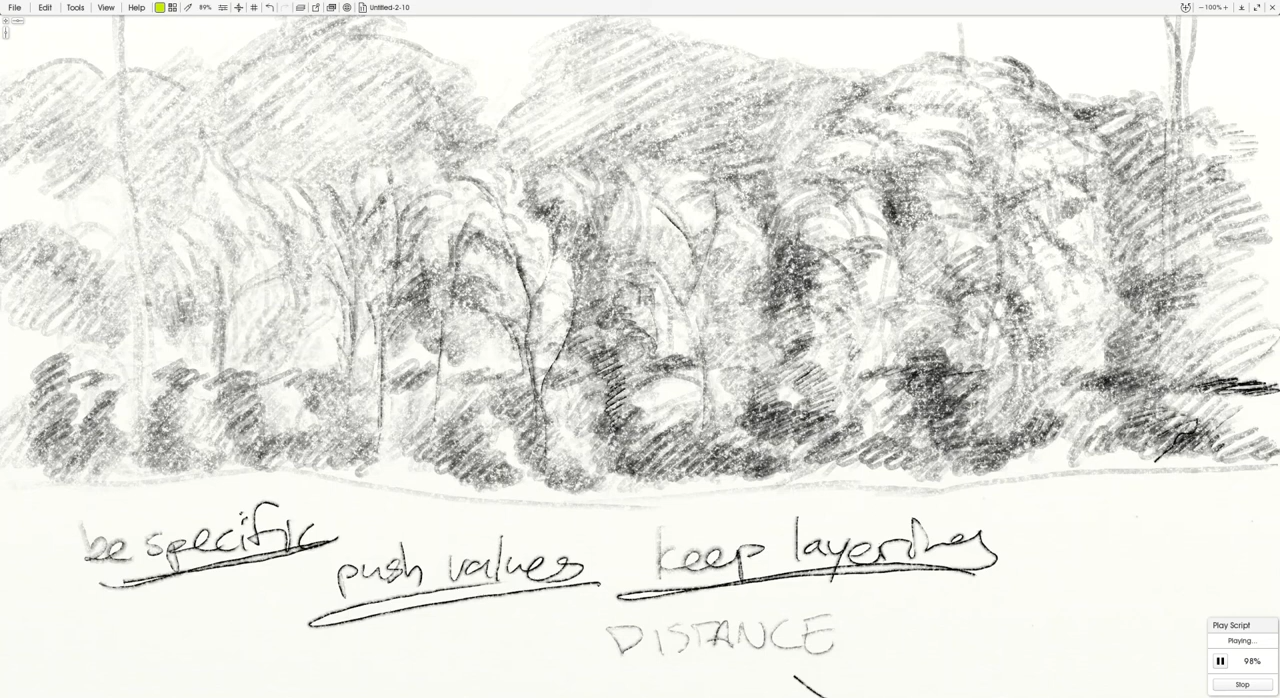 File Edit Tools View Help 89% Untitled-2-10 −100%+
be specific
push values
keep layering
DISTANCE
Play Script
Playing...
98%
Stop